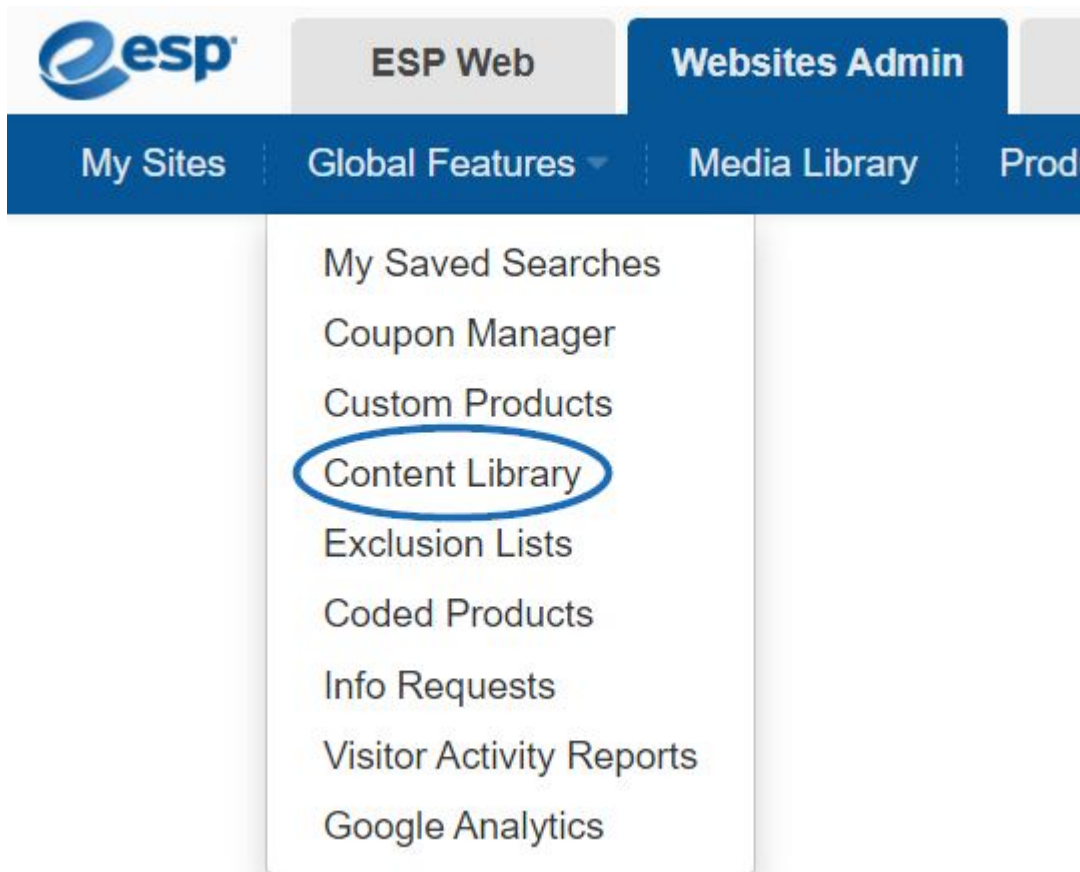 esp ESP Web Websites Admin
My Sites Global Features Media Library Prod
My Saved Searches
Coupon Manager
Custom Products
Content Library
Exclusion Lists
Coded Products
Info Requests
Visitor Activity Reports
Google Analytics